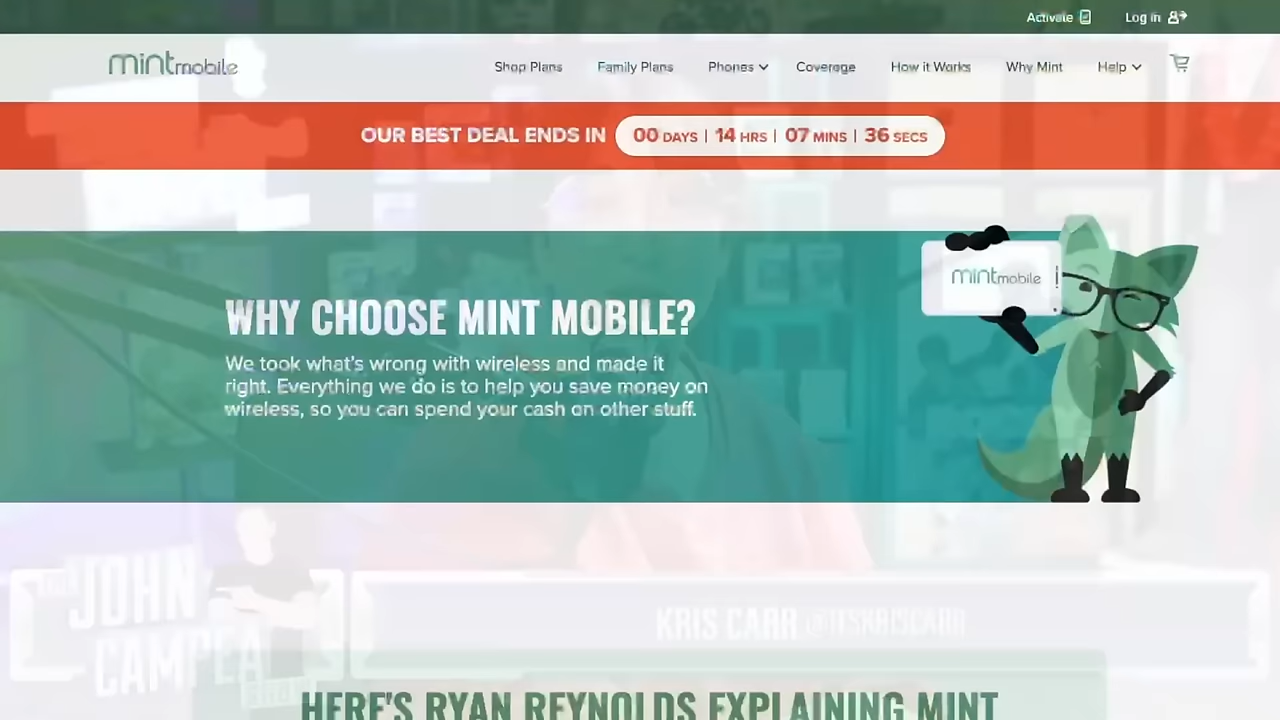 Activate
Log in
mintmobile
Shop Plans
Family Plans
Phones
Coverage
How it Works
Why Mint
Help
OUR BEST DEAL ENDS IN 00 DAYS | 14 HRS | 07 MINS | 36 SECS
mintmobile
WHY CHOOSE MINT MOBILE?
We took what's wrong with wireless and made it
right. Everything we do is to help you save money on
wireless, so you can spend your cash on other stuff.
JOHN
CAMPEA
KRIS CARR
HERE'S RYAN REYNOLDS EXPLAINING MINT